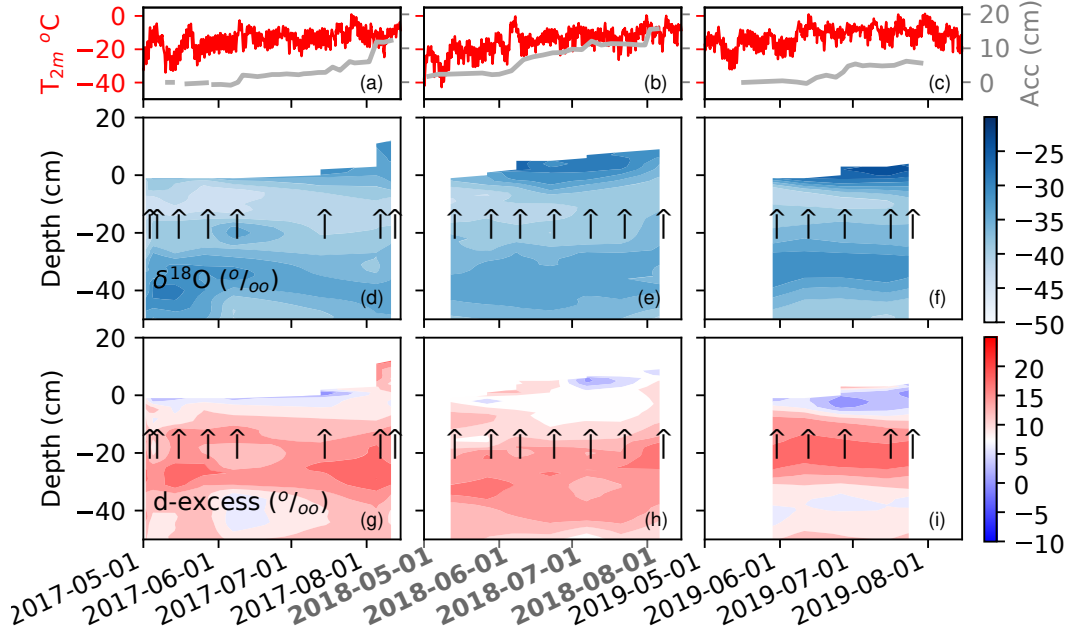 T2m °C
0
−20
−40
(a)
(b)
(c)
20
10
0
Acc (cm)
Depth (cm)
20
0
−20
−40
δ18O (o/oo)
(d)
(e)
(f)
−25
−30
−35
−40
−45
−50
Depth (cm)
20
0
−20
−40
d-excess (o/oo)
(g)
(h)
(i)
20
15
10
5
0
−5
−10
2017-05-01
2017-06-01
2017-07-01
2017-08-01
2018-05-01
2018-06-01
2018-07-01
2018-08-01
2019-05-01
2019-06-01
2019-07-01
2019-08-01